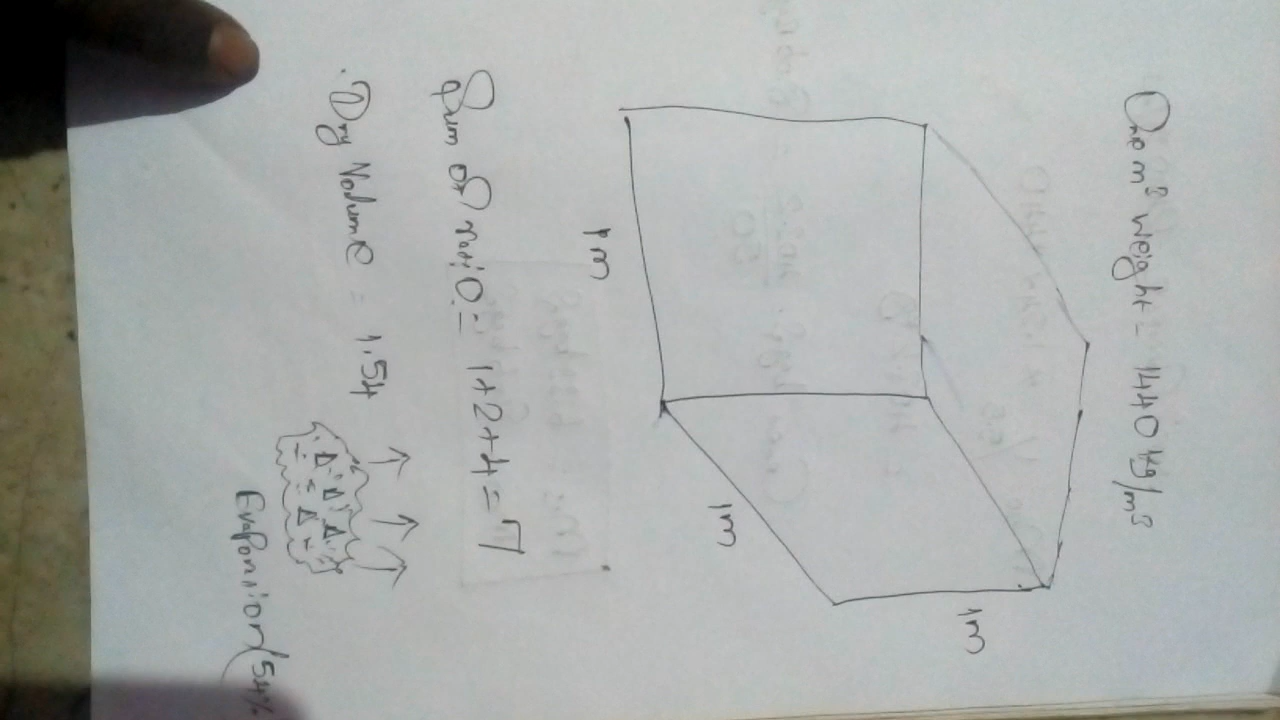 One m³ weight = 1440 kg/m³
1m
1m
1m
Sum of ratio = 1+2+4 = 7
Dry Volume = 1.54
Evaporation (54%